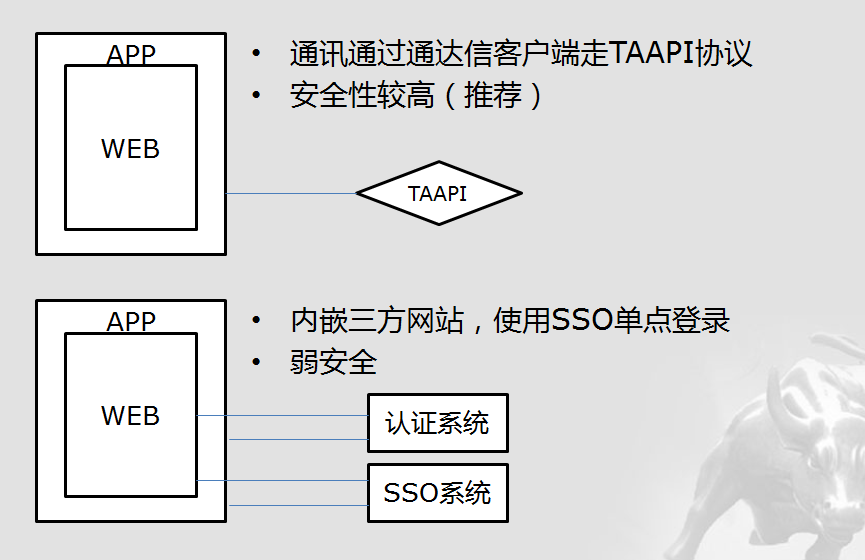 APP
WEB
• 通讯通过通达信客户端走TAAPI协议
• 安全性较高（推荐）
TAAPI
APP
WEB
• 内嵌三方网站，使用SSO单点登录
• 弱安全
认证系统
SSO系统